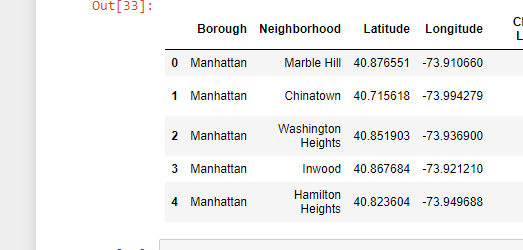 Out[33]:
Borough Neighborhood Latitude Longitude
0 Manhattan Marble Hill 40.876551 -73.910660
1 Manhattan Chinatown 40.715618 -73.994279
2 Manhattan Washington Heights 40.851903 -73.936900
3 Manhattan Inwood 40.867684 -73.921210
4 Manhattan Hamilton Heights 40.823604 -73.949688